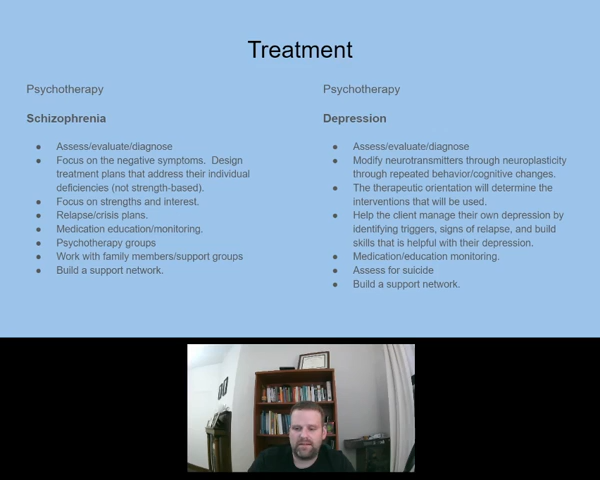 Treatment
Psychotherapy
Schizophrenia
● Assess/evaluate/diagnose
● Focus on the negative symptoms.  Design
treatment plans that address their individual
deficiencies (not strength-based).
● Focus on strengths and interest.
● Relapse/crisis plans.
● Medication education/monitoring.
● Psychotherapy groups
● Work with family members/support groups
● Build a support network.
Psychotherapy
Depression
● Assess/evaluate/diagnose
● Modify neurotransmitters through neuroplasticity
through repeated behavior/cognitive changes.
● The therapeutic orientation will determine the
interventions that will be used.
● Help the client manage their own depression by
identifying triggers, signs of relapse, and build
skills that is helpful with their depression.
● Medication/education monitoring.
● Assess for suicide
● Build a support network.